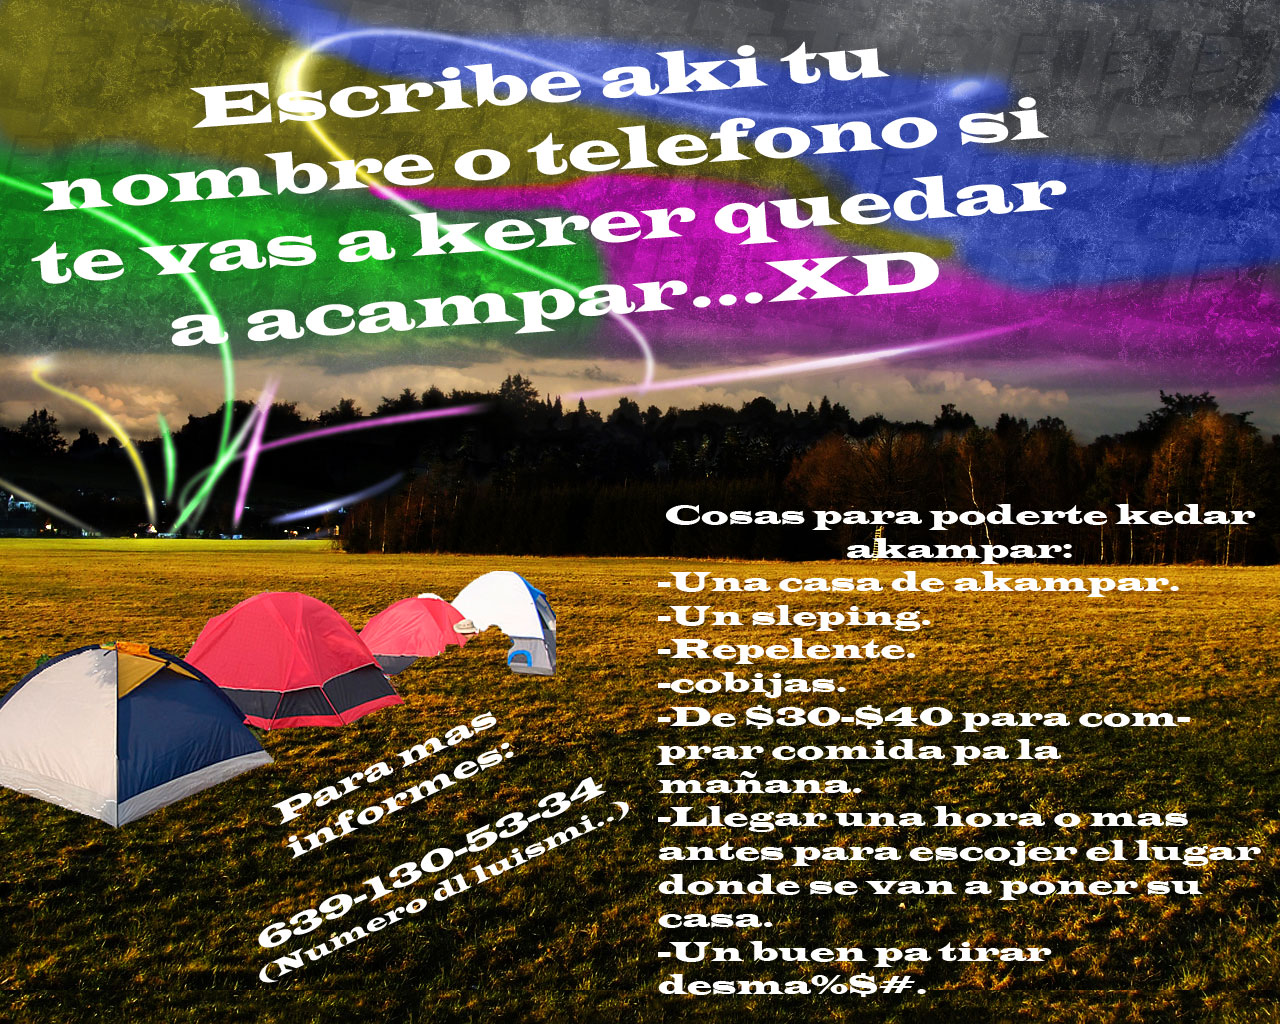 Escribe aki tu
nombre o telefono si
te vas a kerer quedar
a acampar...XD
Cosas para poderte kedar
akampar:
-Una casa de akampar.
-Un sleping.
-Repelente.
-cobijas.
-De $30-$40 para com-
prar comida pa la
mañana.
-Llegar una hora o mas
antes para escojer el lugar
donde se van a poner su
casa.
-Un buen pa tirar
desma%$#.
Para mas
informes:
639-130-53-34
(Numero dl luismi..)